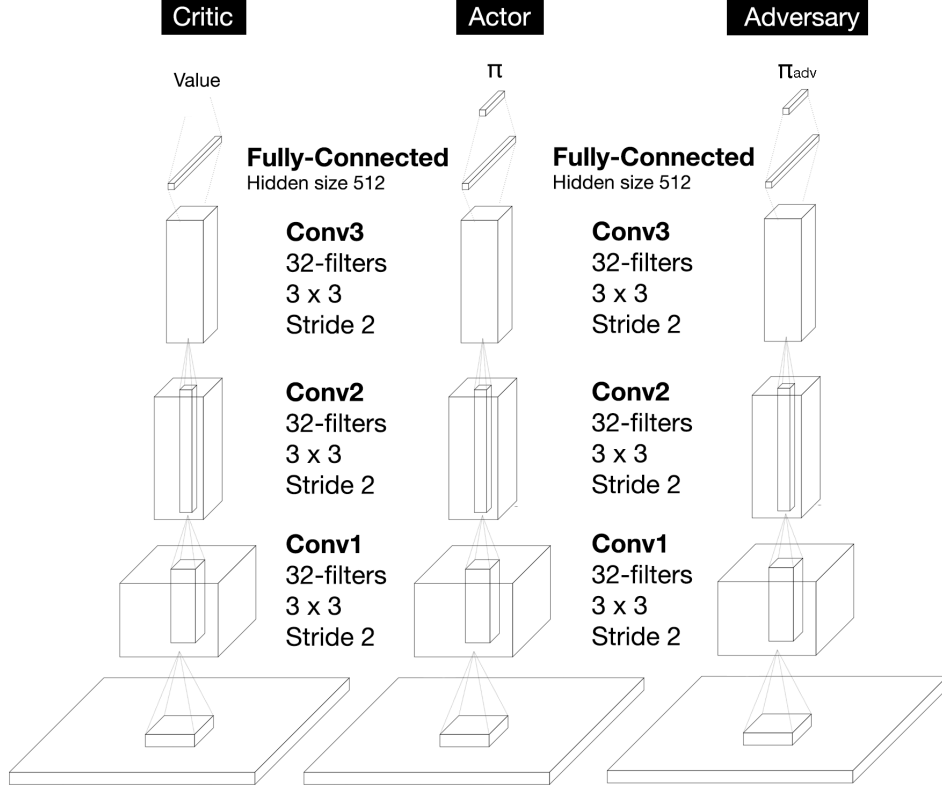 Critic
Actor
Adversary
Value
π
πadv
Fully-Connected
Hidden size 512
Fully-Connected
Hidden size 512
Conv3
32-filters
3 x 3
Stride 2
Conv3
32-filters
3 x 3
Stride 2
Conv2
32-filters
3 x 3
Stride 2
Conv2
32-filters
3 x 3
Stride 2
Conv1
32-filters
3 x 3
Stride 2
Conv1
32-filters
3 x 3
Stride 2